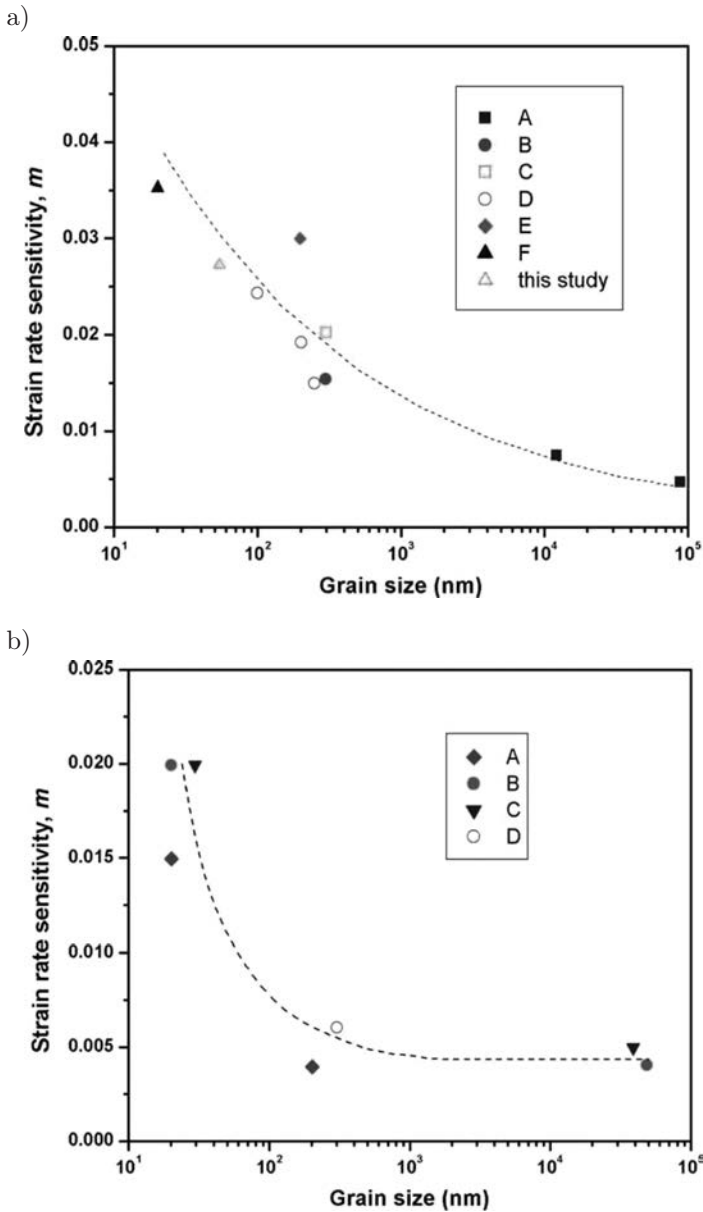 a)
0.05
0.04
0.03
0.02
0.01
0.00
Strain rate sensitivity, m
A
B
C
D
E
F
this study
10¹ 10² 10³ 10⁴ 10⁵
Grain size (nm)
b)
0.025
0.020
0.015
0.010
0.005
0.000
Strain rate sensitivity, m
A
B
C
D
10¹ 10² 10³ 10⁴ 10⁵
Grain size (nm)